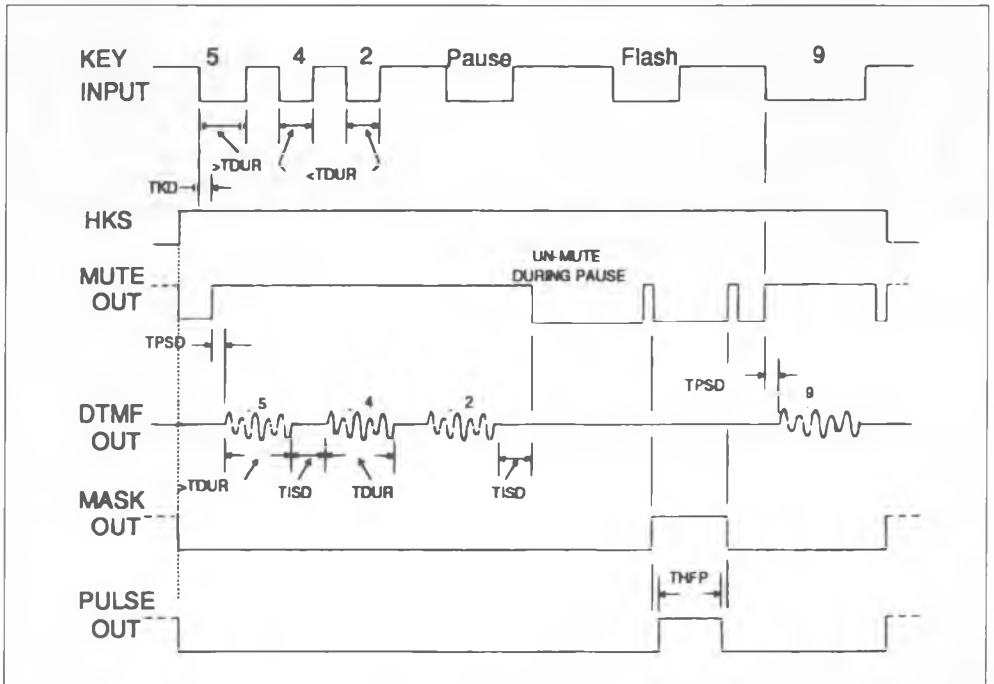 KEY INPUT
5 4 2 Pause Flash 9
>TDUR
<TDUR
TKD
HKS
MUTE OUT
UN-MUTE
DURING PAUSE
TPSD
TPSD
DTMF OUT
5 4 2 9
>TDUR
TISD
TDUR
TISD
MASK OUT
THFP
PULSE OUT